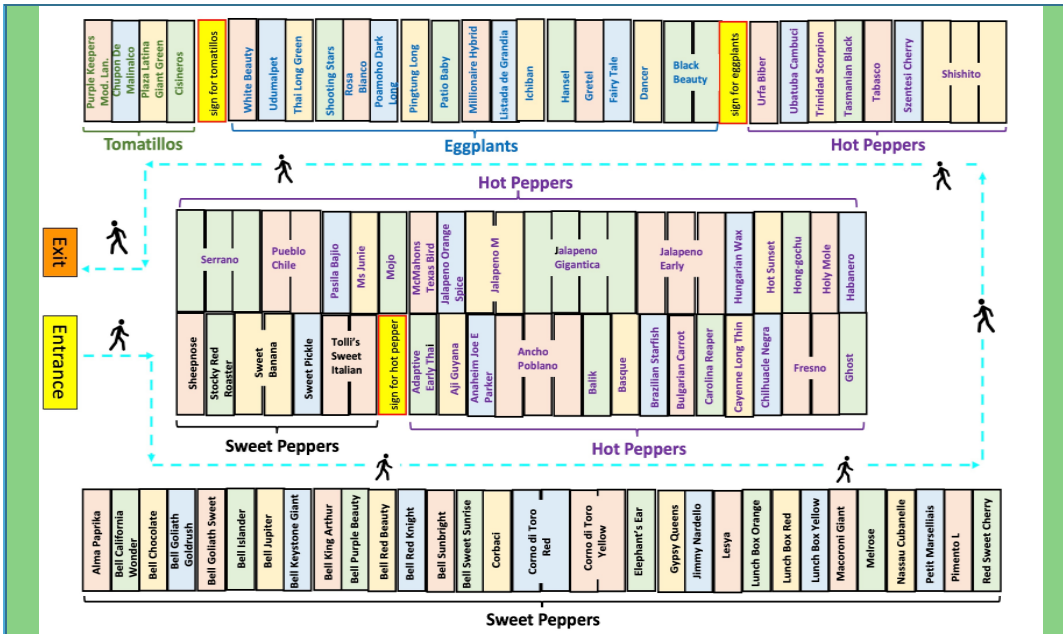 Purple Keepers
Mod. Lan.
Chupon De
Malinalco
Plaza Latina
Giant Green
Cisineros
sign for tomatillos
White Beauty
Udumalpet
Thai Long Green
Shooting Stars
Rosa
Bianco
Poamoho Dark
Long
Pingtung Long
Patio Baby
Millionaire Hybrid
Listada de Grandia
Ichiban
Hansel
Gretel
Fairy Tale
Dancer
Black
Beauty
sign for eggplants
Urfa Biber
Ubatuba Cambuci
Trinidad Scorpion
Tasmanian Black
Tabasco
Szentesi Cherry
Shishito
Tomatillos
Eggplants
Hot Peppers
Hot Peppers
Exit
Serrano
Pueblo
Chile
Pasila Bajio
Ms Junie
Mojo
McMahons
Texas Bird
Jalapeno Orange
Spice
Jalapeno M
Jalapeno
Gigantica
Jalapeno
Early
Hungarian Wax
Hot Sunset
Hong-gochu
Holy Mole
Habanero
Entrance
Sheepnose
Stocky Red
Roaster
Sweet
Banana
Sweet Pickle
Tolli's
Sweet
Italian
sign for hot pepper
Adaptive
Early Thai
Aji Guyana
Anaheim Joe E
Parker
Ancho
Poblano
Balik
Basque
Brazilian Starfish
Bulgarian Carrot
Carolina Reaper
Cayenne Long Thin
Chilhuacle Negra
Fresno
Ghost
Sweet Peppers
Hot Peppers
Alma Paprika
Bell California
Wonder
Bell Chocolate
Bell Goliath
Goldrush
Bell Goliath Sweet
Bell Islander
Bell Jupiter
Bell Keystone Giant
Bell King Arthur
Bell Purple Beauty
Bell Red Beauty
Bell Red Knight
Bell Sunbright
Bell Sweet Sunrise
Corbaci
Corno di Toro
Red
Corno di Toro
Yellow
Elephant's Ear
Gypsy Queens
Jimmy Nardello
Lesya
Lunch Box Orange
Lunch Box Red
Lunch Box Yellow
Macoroni Giant
Melrose
Nassau Cubanelle
Petit Marselliais
Pimento L
Red Sweet Cherry
Sweet Peppers